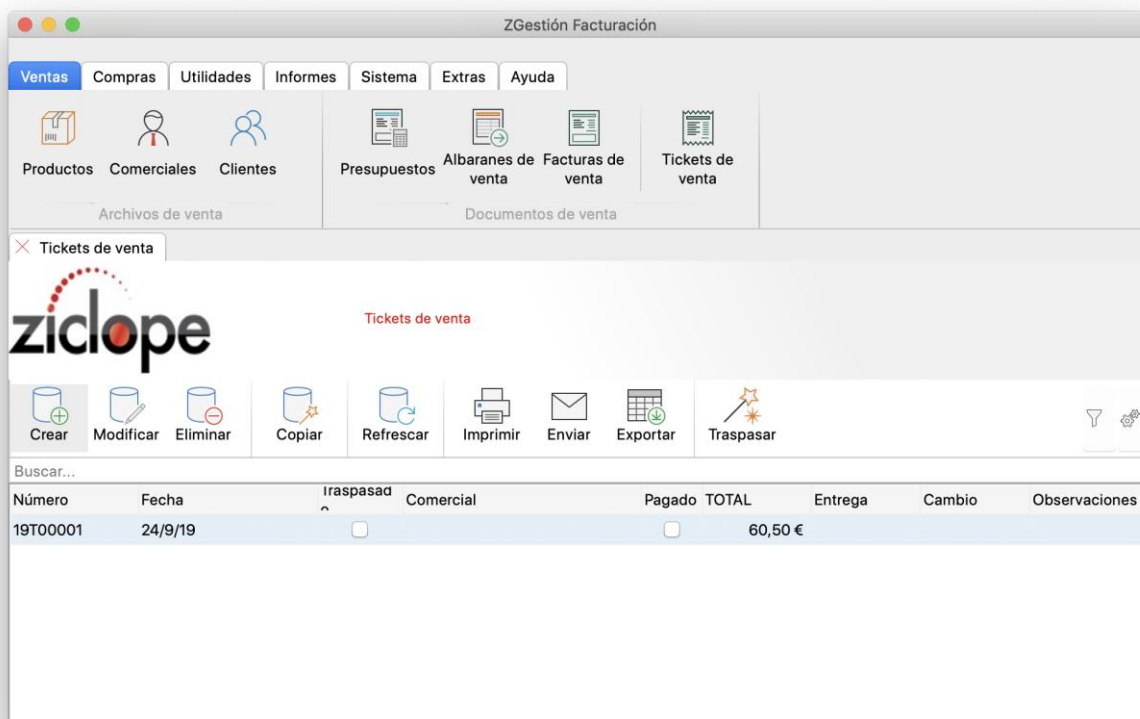 ZGestión Facturación
Ventas Compras Utilidades Informes Sistema Extras Ayuda
Productos Comerciales Clientes Presupuestos Albaranes de venta Facturas de venta Tickets de venta
Archivos de venta Documentos de venta
Tickets de venta
ziclope
Tickets de venta
Crear Modificar Eliminar Copiar Refrescar Imprimir Enviar Exportar Traspasar
Buscar...
Número Fecha Traspasado Comercial Pagado TOTAL Entrega Cambio Observaciones
19T00001 24/9/19 60,50 €